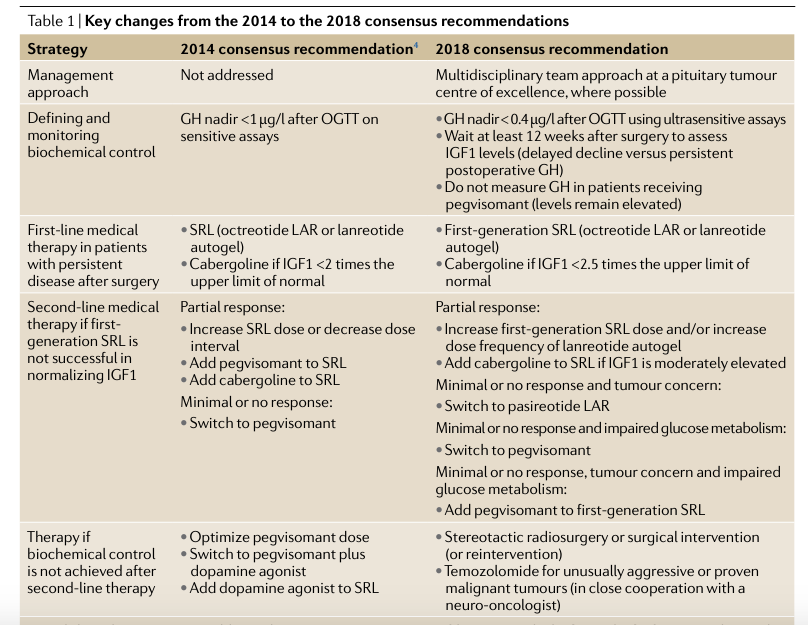 Table 1 | Key changes from the 2014 to the 2018 consensus recommendations
Strategy
2014 consensus recommendation4
2018 consensus recommendation
Management
approach
Not addressed
Multidisciplinary team approach at a pituitary tumour
centre of excellence, where possible
Defining and
monitoring
biochemical control
GH nadir <1 µg/l after OGTT on
sensitive assays
• GH nadir <0.4 µg/l after OGTT using ultrasensitive assays
• Wait at least 12 weeks after surgery to assess
IGF1 levels (delayed decline versus persistent
postoperative GH)
• Do not measure GH in patients receiving
pegvisomant (levels remain elevated)
First-line medical
therapy in patients
with persistent
disease after surgery
• SRL (octreotide LAR or lanreotide
autogel)
• Cabergoline if IGF1 <2 times the
upper limit of normal
• First-generation SRL (octreotide LAR or lanreotide
autogel)
• Cabergoline if IGF1 <2.5 times the upper limit of
normal
Second-line medical
therapy if first-
generation SRL is
not successful in
normalizing IGF1
Partial response:
• Increase SRL dose or decrease dose
interval
• Add pegvisomant to SRL
• Add cabergoline to SRL
Minimal or no response:
• Switch to pegvisomant
Partial response:
• Increase first-generation SRL dose and/or increase
dose frequency of lanreotide autogel
• Add cabergoline to SRL if IGF1 is moderately elevated
Minimal or no response and tumour concern:
• Switch to pasireotide LAR
Minimal or no response and impaired glucose metabolism:
• Switch to pegvisomant
Minimal or no response, tumour concern and impaired
glucose metabolism:
• Add pegvisomant to first-generation SRL
Therapy if
biochemical control
is not achieved after
second-line therapy
• Optimize pegvisomant dose
• Switch to pegvisomant plus
dopamine agonist
• Add dopamine agonist to SRL
• Stereotactic radiosurgery or surgical intervention
(or reintervention)
• Temozolomide for unusually aggressive or proven
malignant tumours (in close cooperation with a
neuro-oncologist)